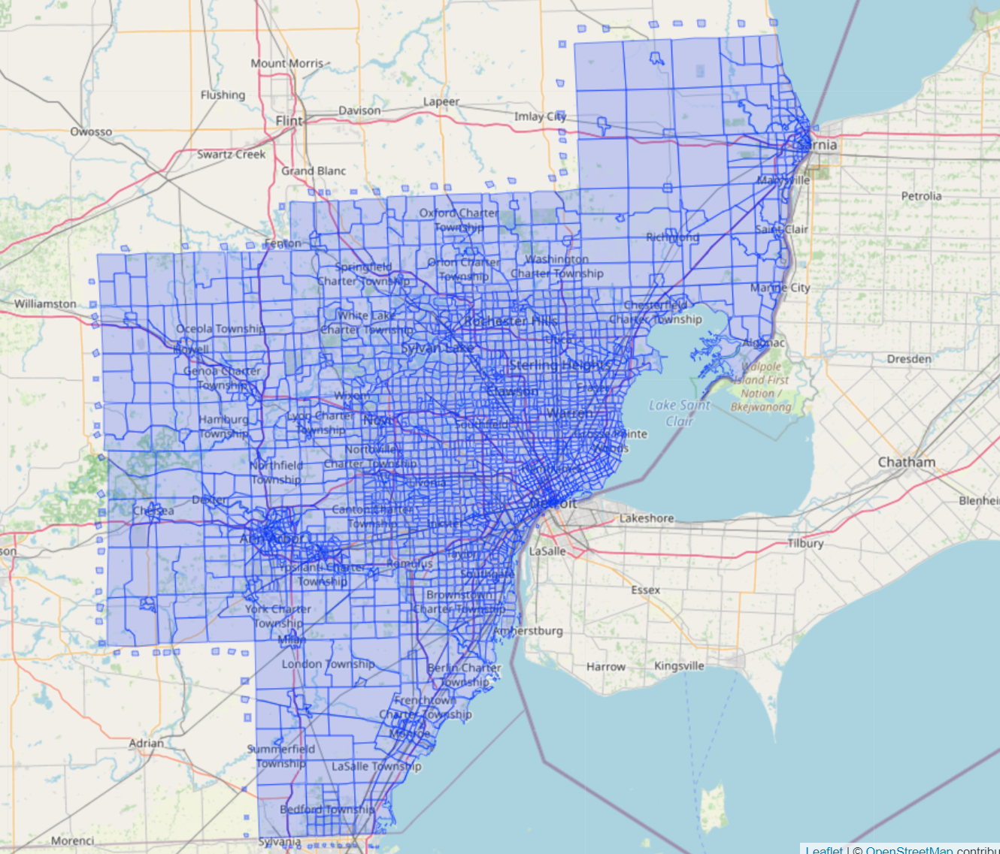 Mount Morris
Flushing
Flint
Davison
Lapeer
Imlay City
Owosso
Swartz Creek
Grand Blanc
Sarnia
Marysville
Petrolia
Oxford Charter
Township
Saint Clair
Richmond
Fenton
Springfield
Charter Township
Orion Charter
Township
Washington
Charter Township
Marine City
Williamston
White Lake
Charter Township
Rochester Hills
Chesterfield
Charter Township
Oceola Township
Howell
Sylvan Lake
Utica
Algonac
Genoa Charter
Township
Sterling Heights
Dresden
Walpole
Island First
Nation /
Bkejwanong
Wixom
Clawson
Fraser
Hamburg
Township
Lyon Charter
Township
Novi
Southfield
Warren
Lake Saint
Clair
Grosse Pointe
Woods
Northville
Charter Township
Northfield
Township
Hamtramck
Chatham
Livonia
Dexter
Chelsea
Canton Charter
Township
Inkster
Detroit
Blenhei
Lakeshore
Ann Arbor
Tilbury
son
LaSalle
Ypsilanti Charter
Township
Romulus
Taylor
Southgate
Essex
Brownstown
Charter Township
York Charter
Township
Milan
Amherstburg
London Township
Berlin Charter
Township
Harrow
Kingsville
Frenchtown
Charter Township
Monroe
Adrian
Summerfield
Township
LaSalle Township
Bedford Township
Morenci
Sylvania
Leaflet | © OpenStreetMap contribu